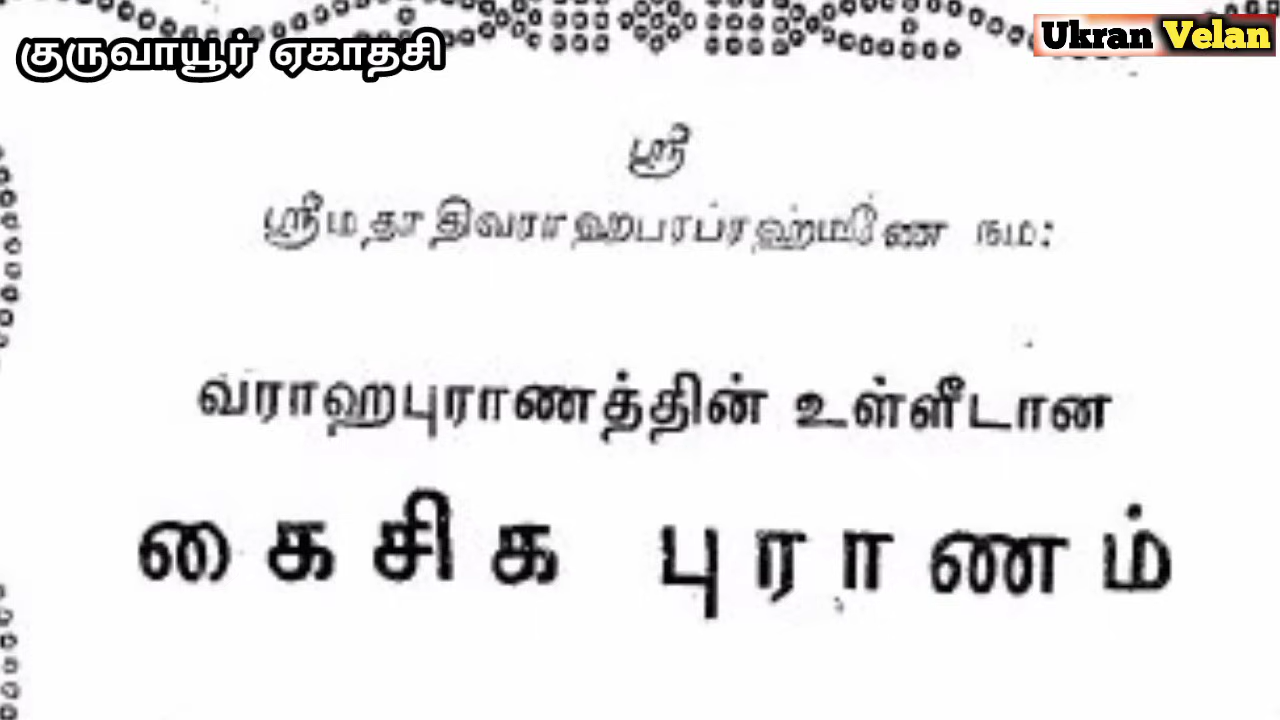 குருவாயூர் ஏகாதசி
Ukran Velan
ஸ்ரீ
ஸ்ரீமதாதிவராஹபரப்ரஹ்மணே நம:
வராஹபுராணத்தின் உள்ளீடான
கைசிக புராணம்